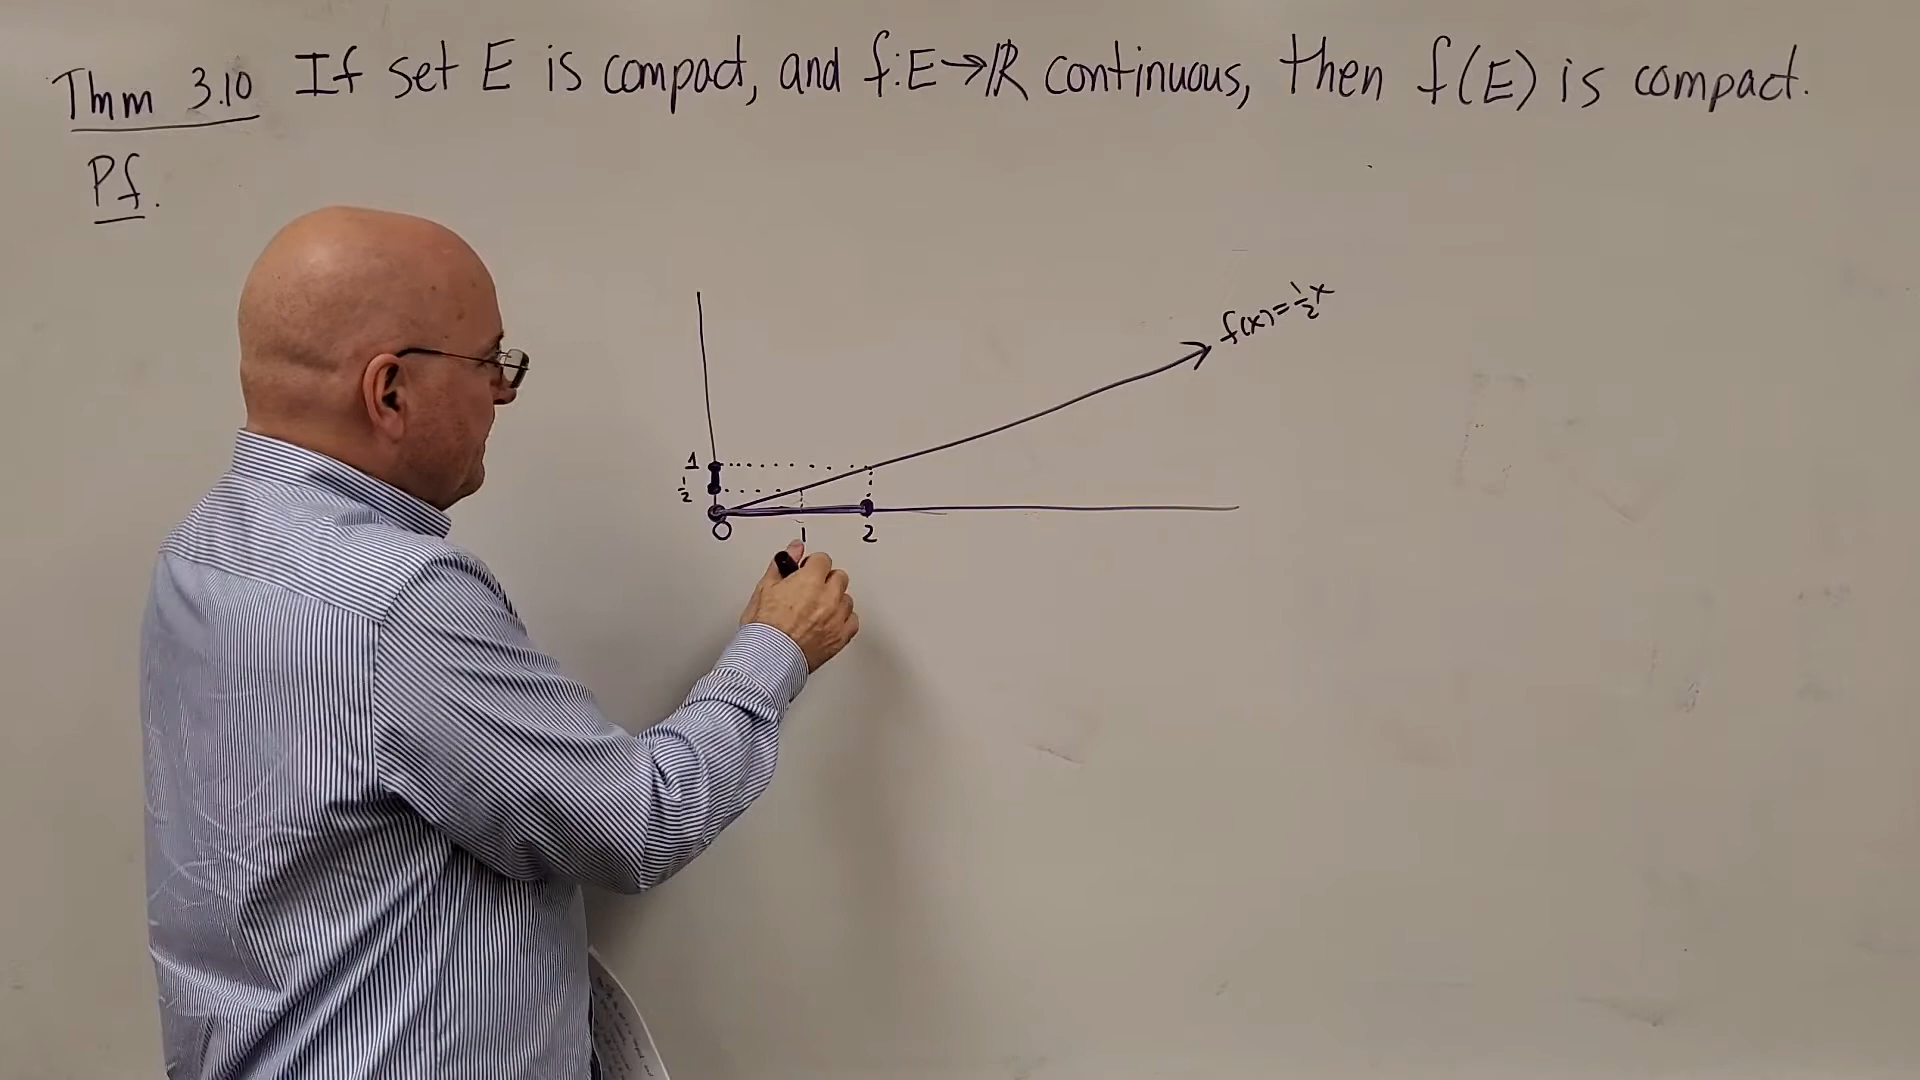 Thm 3.10 If set E is compact, and f:E→ℝ continuous, then f(E) is compact.
Pf.
f(x)=½x
1
½
0 1 2